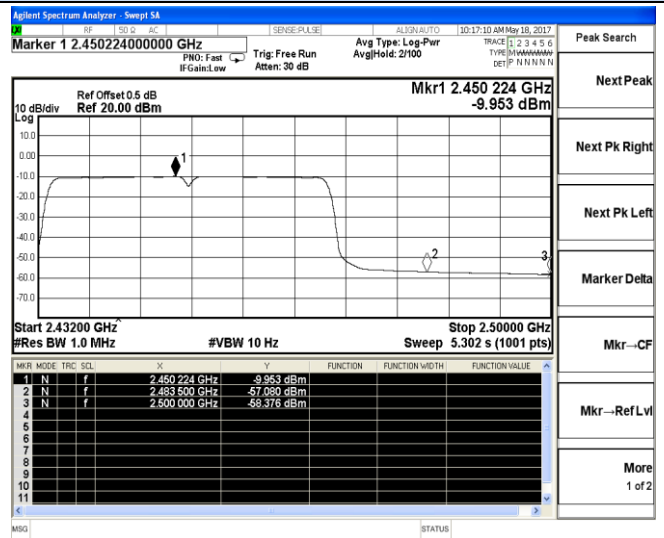 Agilent Spectrum Analyzer - Swept SA
RF 50 Ω AC SENSE:PULSE ALIGN AUTO 10:17:10 AM May 18, 2017
Marker 1 2.450224000000 GHz
PNO: Fast
IFGain:Low
Trig: Free Run
Atten: 30 dB
Avg Type: Log-Pwr
Avg|Hold: 2/100
TRACE 1 2 3 4 5 6
TYPE
DET P N N N N N
Peak Search
Next Peak
Next Pk Right
Next Pk Left
Marker Delta
Mkr→CF
Mkr→Ref Lvl
More
1 of 2
Ref Offset 0.5 dB
10 dB/div Ref 20.00 dBm
Log
Mkr1 2.450 224 GHz
-9.953 dBm
10.0
0.00
-10.0
-20.0
-30.0
-40.0
-50.0
-60.0
-70.0
1
2
3
Start 2.43200 GHz
Stop 2.50000 GHz
#Res BW 1.0 MHz #VBW 10 Hz Sweep 5.302 s (1001 pts)
MKR MODE TRC SCL X Y FUNCTION FUNCTION WIDTH FUNCTION VALUE
1 N f 2.450 224 GHz -9.953 dBm
2 N f 2.483 500 GHz -57.080 dBm
3 N f 2.500 000 GHz -58.376 dBm
4
5
6
7
8
9
10
11
MSG STATUS